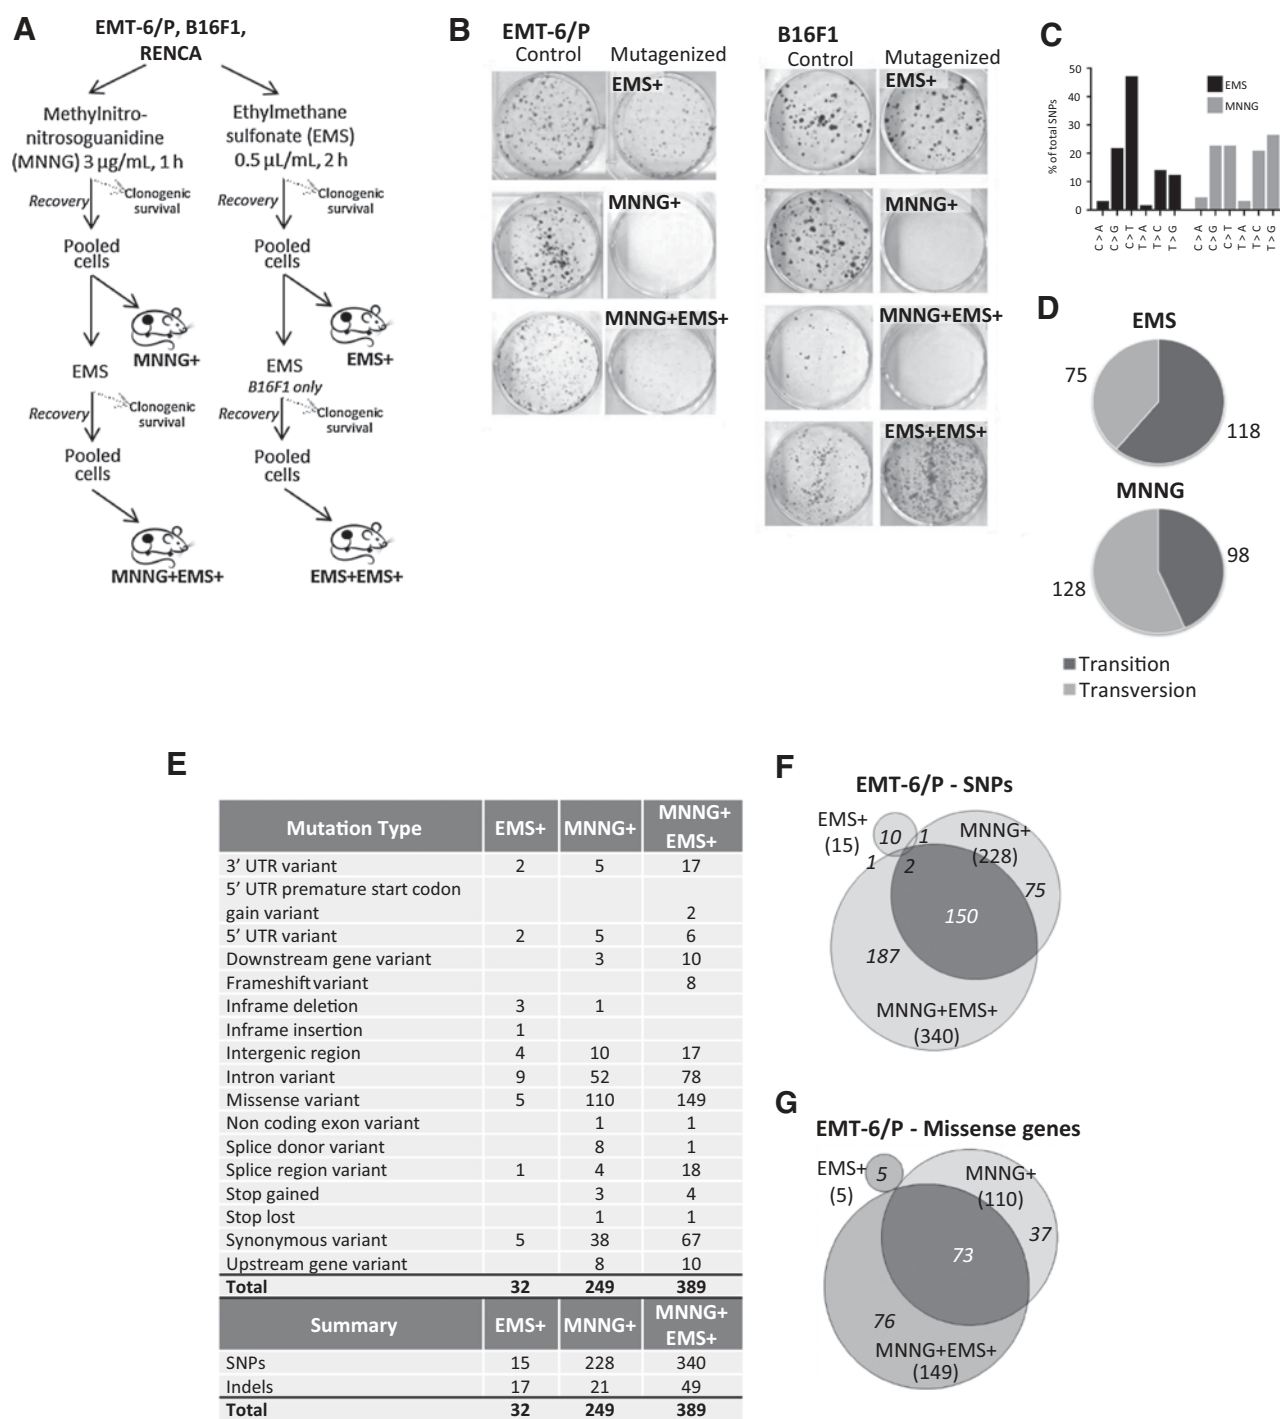 A
EMT-6/P, B16F1,
RENCA
Methylnitro-
nitrosoguanidine
(MNNG) 3 µg/mL, 1 h
Ethylmethane
sulfonate (EMS)
0.5 µL/mL, 2 h
Recovery
Clonogenic
survival
Recovery
Clonogenic
survival
Pooled
cells
Pooled
cells
MNNG+
EMS+
EMS
EMS
B16F1 only
Recovery
Clonogenic
survival
Recovery
Clonogenic
survival
Pooled
cells
Pooled
cells
MNNG+EMS+
EMS+EMS+
B
EMT-6/P
Control Mutagenized
EMS+
MNNG+
MNNG+EMS+
B16F1
Control Mutagenized
EMS+
MNNG+
MNNG+EMS+
EMS+EMS+
C
% of total SNPs
50
40
30
20
10
0
EMS
MNNG
C > A
C > G
C > T
T > A
T > C
T > G
C > A
C > G
C > T
T > A
T > C
T > G
D
EMS
75
118
MNNG
98
128
Transition
Transversion
E
Mutation Type EMS+ MNNG+ MNNG+
EMS+
3′ UTR variant 2 5 17
5′ UTR premature start codon
gain variant 2
5′ UTR variant 2 5 6
Downstream gene variant 3 10
Frameshift variant 8
Inframe deletion 3 1
Inframe insertion 1
Intergenic region 4 10 17
Intron variant 9 52 78
Missense variant 5 110 149
Non coding exon variant 1 1
Splice donor variant 8 1
Splice region variant 1 4 18
Stop gained 3 4
Stop lost 1 1
Synonymous variant 5 38 67
Upstream gene variant 8 10
Total 32 249 389
Summary EMS+ MNNG+ MNNG+
EMS+
SNPs 15 228 340
Indels 17 21 49
Total 32 249 389
F
EMT-6/P - SNPs
EMS+
(15)
10
1
MNNG+
(228)
1
2
75
150
187
MNNG+EMS+
(340)
G
EMT-6/P - Missense genes
EMS+
(5)
5
MNNG+
(110)
37
73
76
MNNG+EMS+
(149)